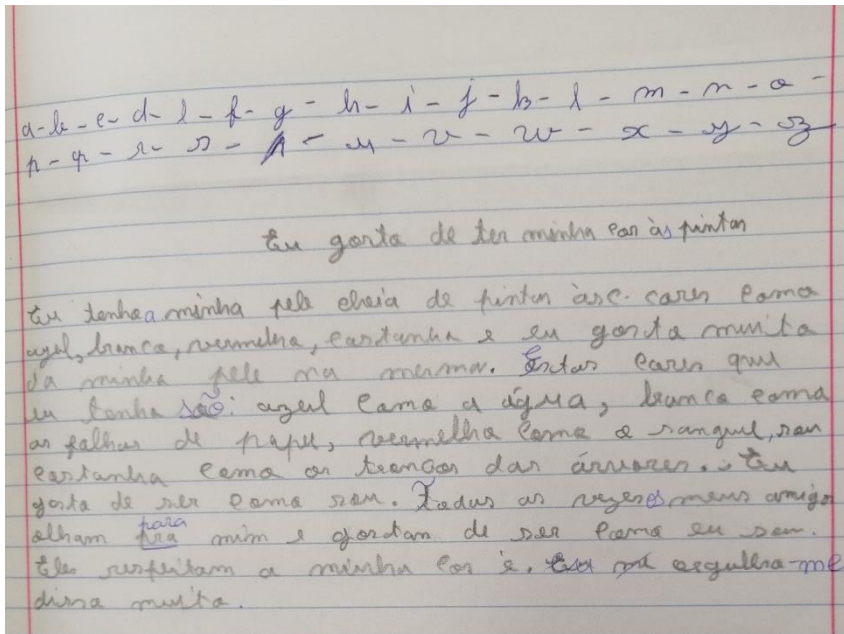 a-b-c-d-e-f-g-h-i-j-k-l-m-n-o-
p-q-r-s-t-u-v-w-x-y-z
Eu gosto de ter minha cor às pintas
Eu tenho a minha pele cheia de pintas às cores como
azul, branco, vermelho, castanho e eu gosto muito
da minha pele na mesma. Estas cores que
eu tenho são: azul como a água, branco como
as folhas de papel, vermelho como o sangue, sou
castanho como os troncos das árvores. Eu
gosto de ser como sou. Todas as vezes os meus amigos
olham para mim e gostam de ser como eu sou.
Eles respeitam a minha cor e. orgulho-me
disso muito.